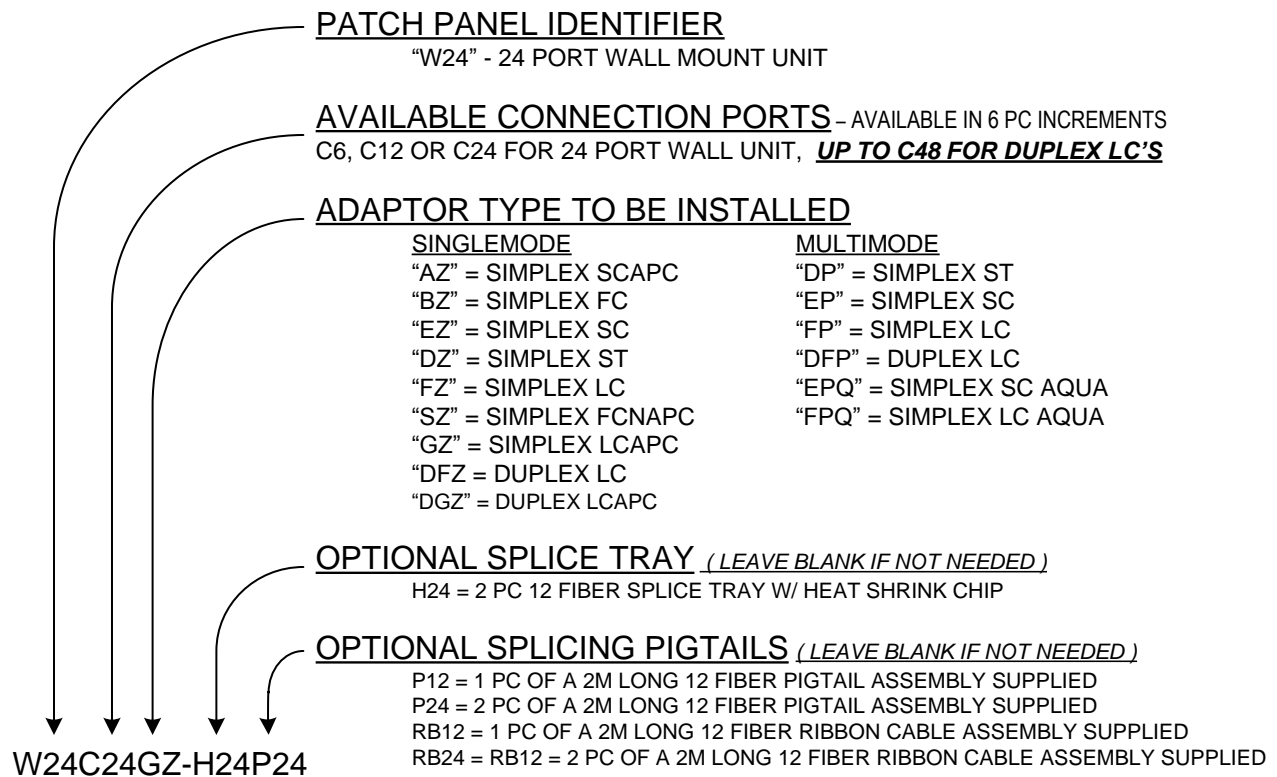 PATCH PANEL IDENTIFIER
“W24” - 24 PORT WALL MOUNT UNIT
AVAILABLE CONNECTION PORTS – AVAILABLE IN 6 PC INCREMENTS
C6, C12 OR C24 FOR 24 PORT WALL UNIT, UP TO C48 FOR DUPLEX LC’S
ADAPTOR TYPE TO BE INSTALLED
SINGLEMODE
“AZ” = SIMPLEX SCAPC
“BZ” = SIMPLEX FC
“EZ” = SIMPLEX SC
“DZ” = SIMPLEX ST
“FZ” = SIMPLEX LC
“SZ” = SIMPLEX FCNAPC
“GZ” = SIMPLEX LCAPC
“DFZ = DUPLEX LC
“DGZ” = DUPLEX LCAPC
MULTIMODE
“DP” = SIMPLEX ST
“EP” = SIMPLEX SC
“FP” = SIMPLEX LC
“DFP” = DUPLEX LC
“EPQ” = SIMPLEX SC AQUA
“FPQ” = SIMPLEX LC AQUA
OPTIONAL SPLICE TRAY ( LEAVE BLANK IF NOT NEEDED )
H24 = 2 PC 12 FIBER SPLICE TRAY W/ HEAT SHRINK CHIP
OPTIONAL SPLICING PIGTAILS ( LEAVE BLANK IF NOT NEEDED )
P12 = 1 PC OF A 2M LONG 12 FIBER PIGTAIL ASSEMBLY SUPPLIED
P24 = 2 PC OF A 2M LONG 12 FIBER PIGTAIL ASSEMBLY SUPPLIED
RB12 = 1 PC OF A 2M LONG 12 FIBER RIBBON CABLE ASSEMBLY SUPPLIED
RB24 = RB12 = 2 PC OF A 2M LONG 12 FIBER RIBBON CABLE ASSEMBLY SUPPLIED
W24C24GZ-H24P24